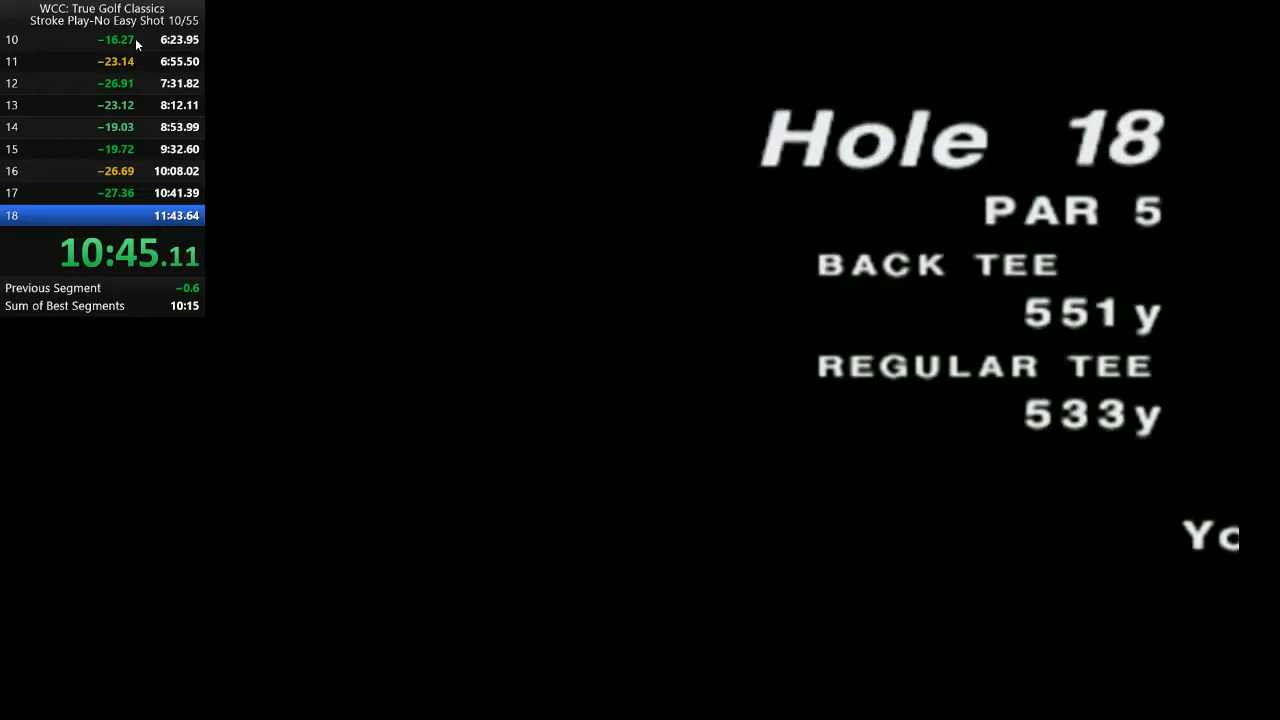 WCC: True Golf Classics
Stroke Play-No Easy Shot 10/55
10 -16.27 6:23.95
11 -23.14 6:55.50
12 -26.91 7:31.82
13 -23.12 8:12.11
14 -19.03 8:53.99
15 -19.72 9:32.60
16 -26.69 10:08.02
17 -27.36 10:41.39
18 11:43.64
10:45.11
Previous Segment -0.6
Sum of Best Segments 10:15
Hole 18
PAR 5
BACK TEE
551y
REGULAR TEE
533y